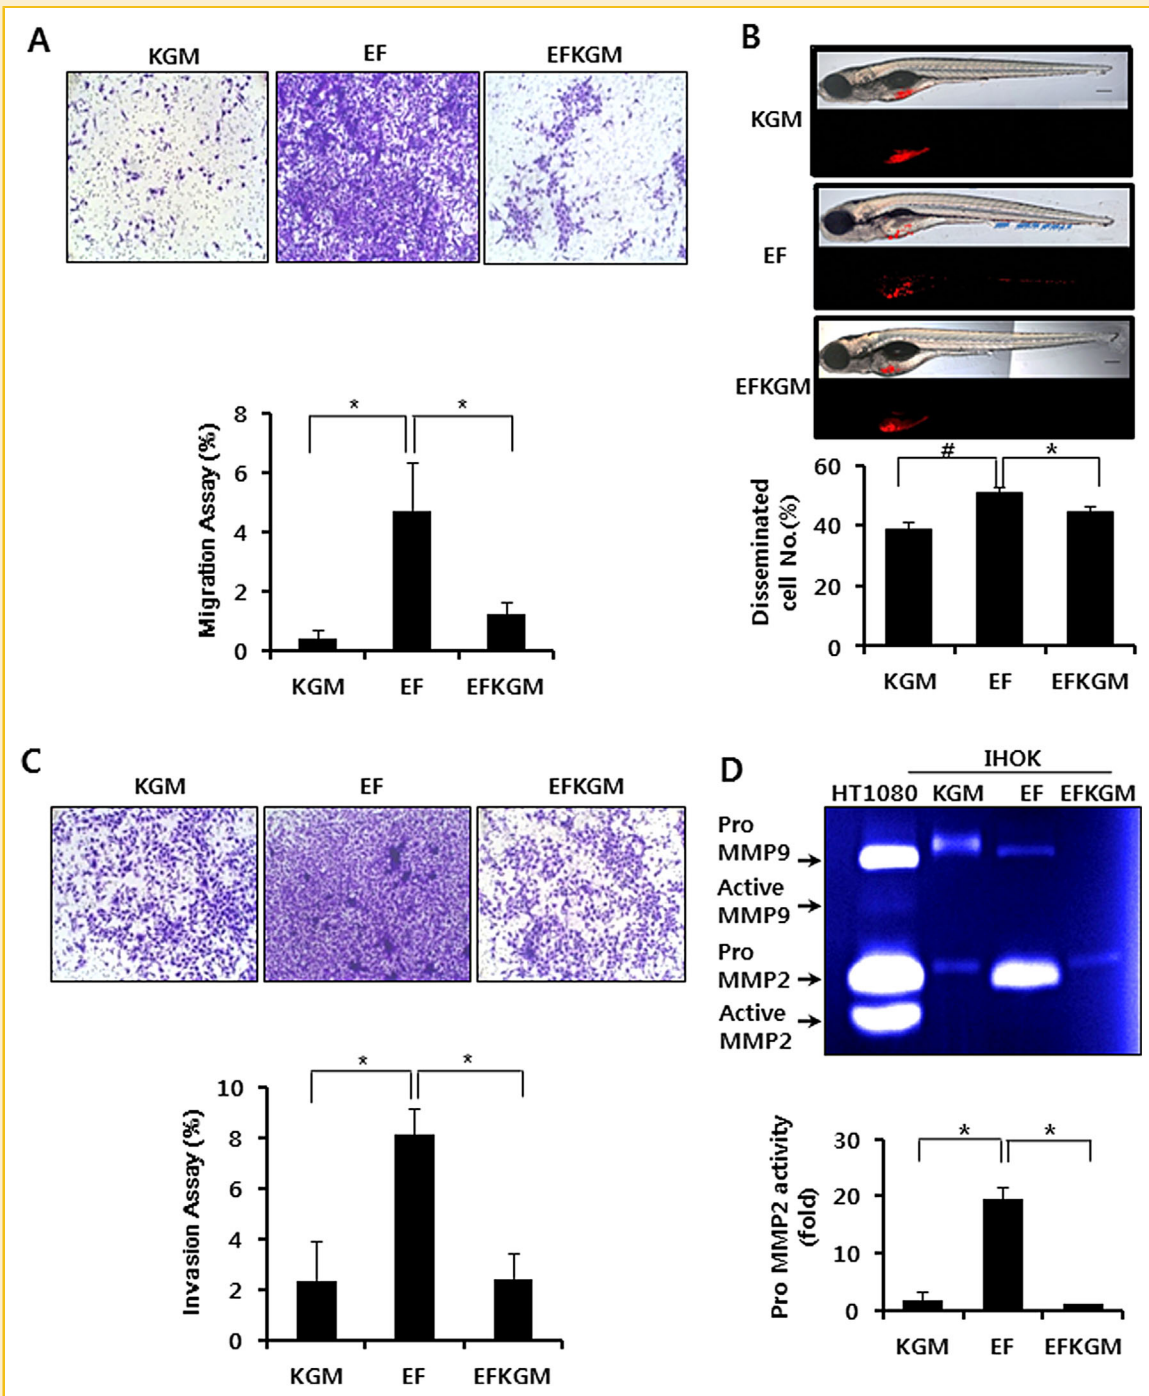 A
KGM
EF
EFKGM
Migration Assay (%)
8
6
4
2
0
*
*
KGM
EF
EFKGM
B
KGM
EF
EFKGM
Disseminated
cell No.(%)
60
40
20
0
#
*
KGM
EF
EFKGM
C
KGM
EF
EFKGM
Invasion Assay (%)
10
8
6
4
2
0
*
*
KGM
EF
EFKGM
D
IHOK
HT1080 KGM EF EFKGM
Pro
MMP9
Active
MMP9
Pro
MMP2
Active
MMP2
Pro MMP2 activity
(fold)
30
20
10
0
*
*
KGM
EF
EFKGM